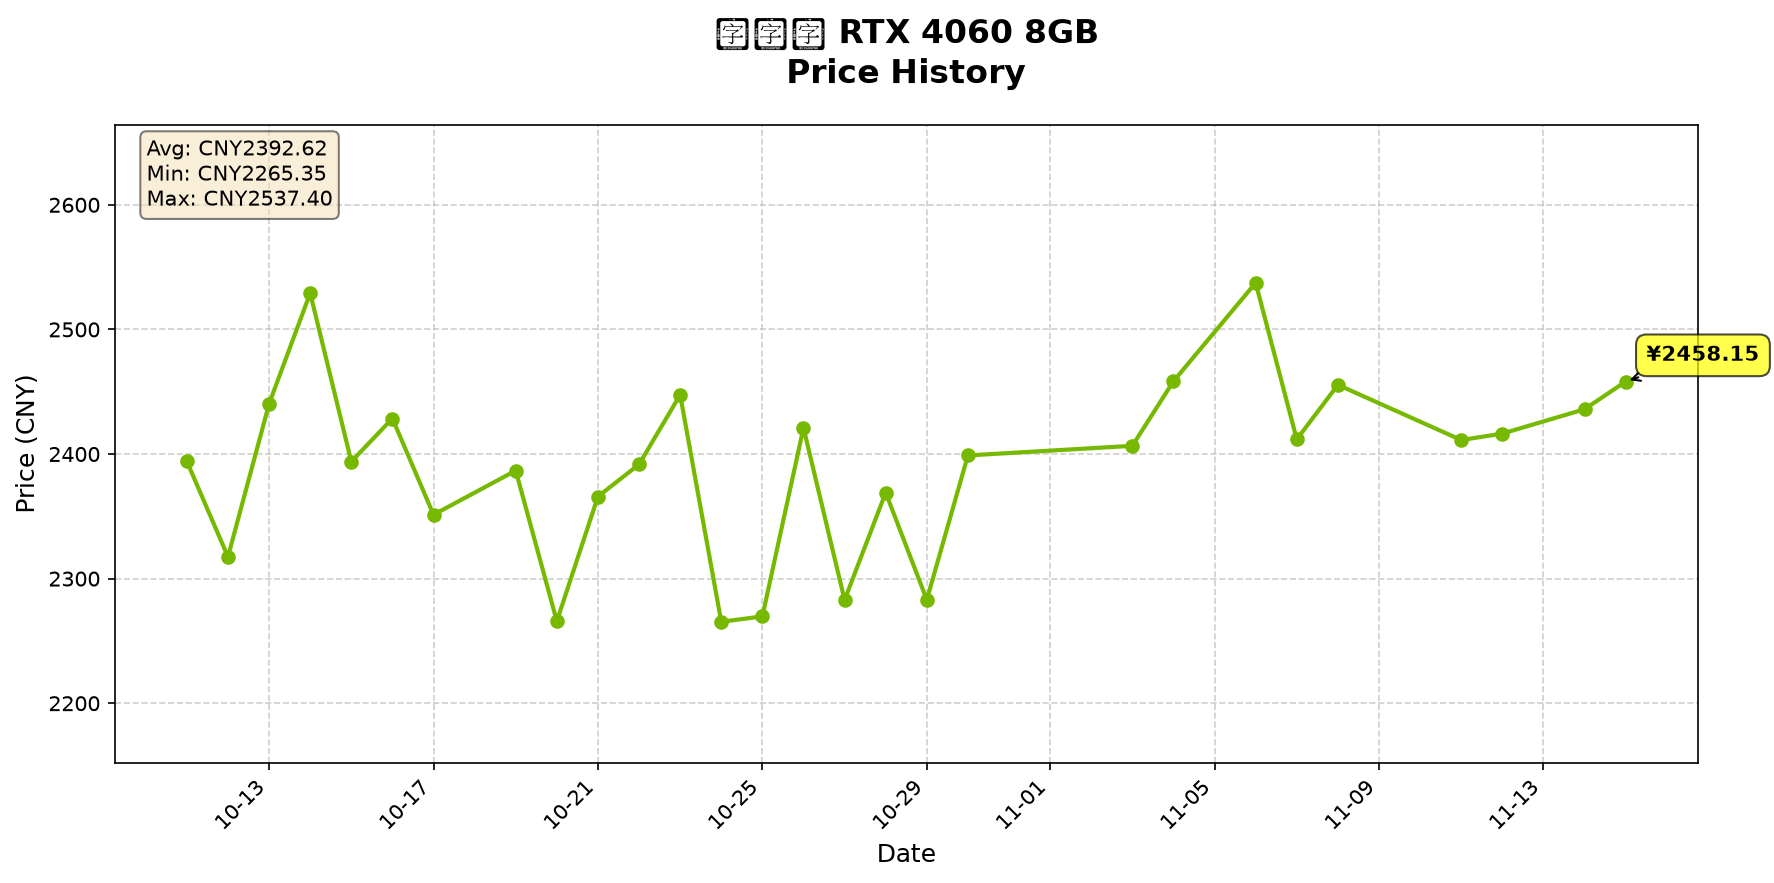 RTX 4060 8GB
Price History
Avg: CNY2392.62
Min: CNY2265.35
Max: CNY2537.40
¥2458.15
Price (CNY)
2600
2500
2400
2300
2200
10-13
10-17
10-21
10-25
10-29
11-01
11-05
11-09
11-13
Date